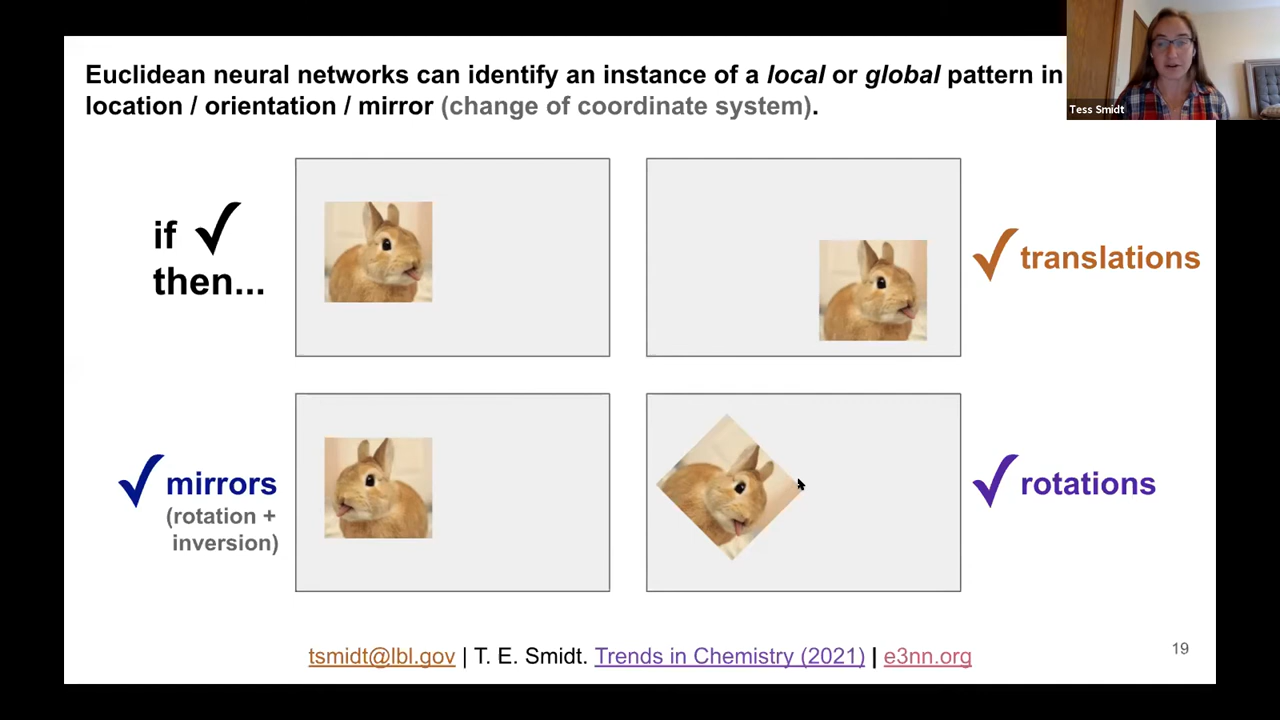 Euclidean neural networks can identify an instance of a local or global pattern in
location / orientation / mirror (change of coordinate system).
Tess Smidt
if ✓
then...
✓ translations
✓ mirrors
(rotation +
inversion)
✓ rotations
tsmidt@lbl.gov | T. E. Smidt. Trends in Chemistry (2021) | e3nn.org
19